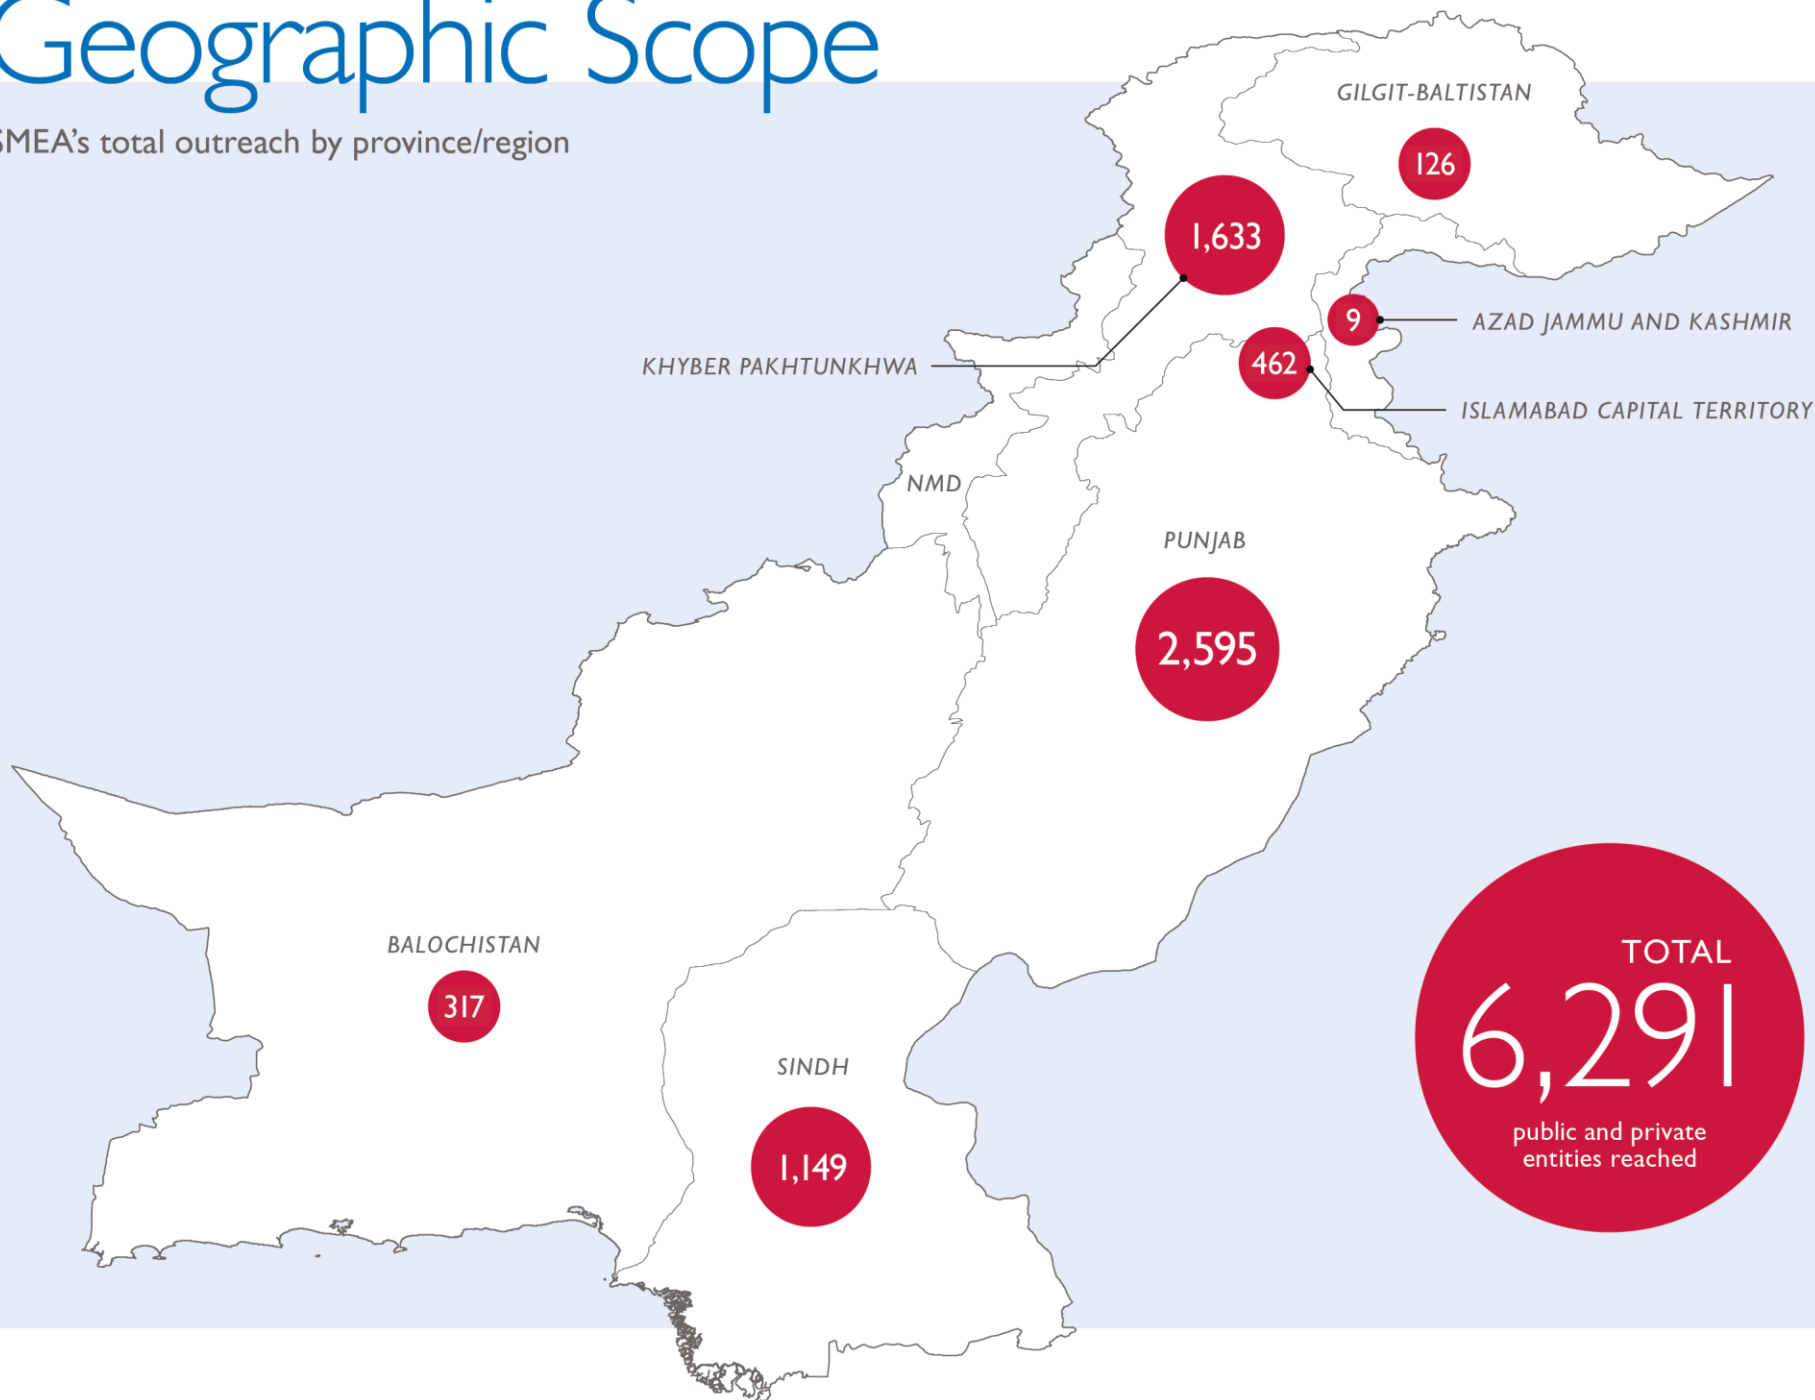 Geographic Scope
SMEA's total outreach by province/region
GILGIT-BALTISTAN
126
1,633
9
AZAD JAMMU AND KASHMIR
KHYBER PAKHTUNKHWA
462
ISLAMABAD CAPITAL TERRITORY
NMD
PUNJAB
2,595
BALOCHISTAN
317
SINDH
1,149
TOTAL
6,291
public and private
entities reached